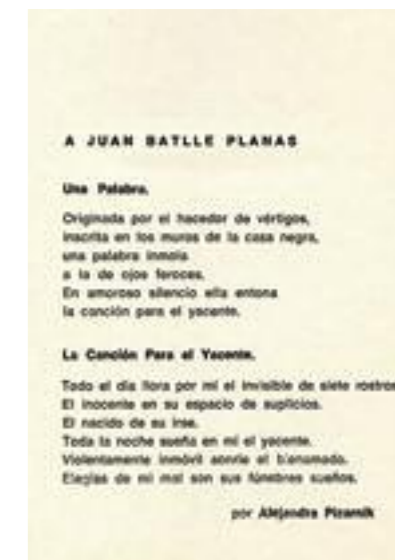 A JUAN BATLLE PLANAS
Una Palabra.
Originada por el hacedor de vértigos,
inscrita en los muros de la casa negra,
una palabra inmola
a la de ojos feroces.
En amoroso silencio ella entona
la canción para el yacente.
La Canción Para el Yacente.
Todo el día llora por mí el invisible de siete rostros
El inocente en su espacio de suplicios.
El nacido de su irse.
Toda la noche sueña en mí el yacente.
Violentamente inmóvil sonríe el bienamado.
Elegías de mi mal son sus fúnebres sueños.
por Alejandra Pizarnik